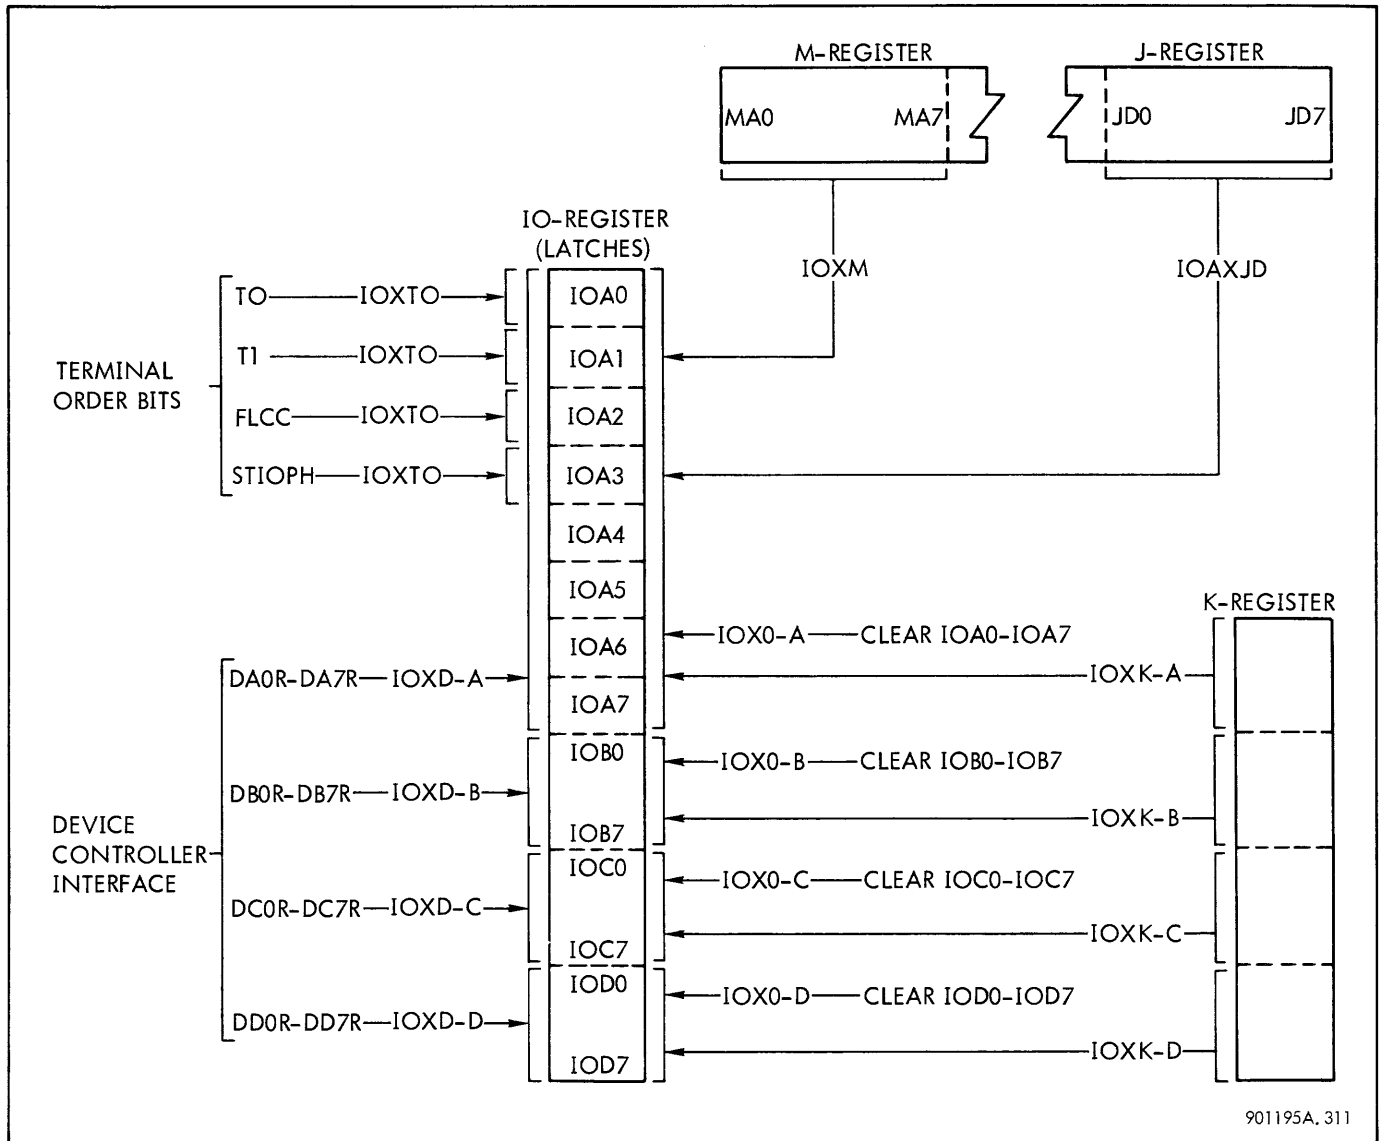 M-REGISTER
J-REGISTER
MA0 MA7
JD0 JD7
IO-REGISTER
(LATCHES)
IOXM
IOAXJD
TERMINAL
ORDER BITS
TO IOXTO IOA0
T1 IOXTO IOA1
FLCC IOXTO IOA2
STIOPH IOXTO IOA3
IOA4
IOA5
K-REGISTER
IOA6
IOX0-A CLEAR IOA0-IOA7
DA0R-DA7R IOXD-A
IOXK-A
IOA7
IOB0
IOX0-B CLEAR IOB0-IOB7
DB0R-DB7R IOXD-B
IOXK-B
IOB7
DEVICE
CONTROLLER
INTERFACE
IOC0
IOX0-C CLEAR IOC0-IOC7
DC0R-DC7R IOXD-C
IOXK-C
IOC7
IOD0
IOX0-D CLEAR IOD0-IOD7
DD0R-DD7R IOXD-D
IOXK-D
IOD7
901195A.311